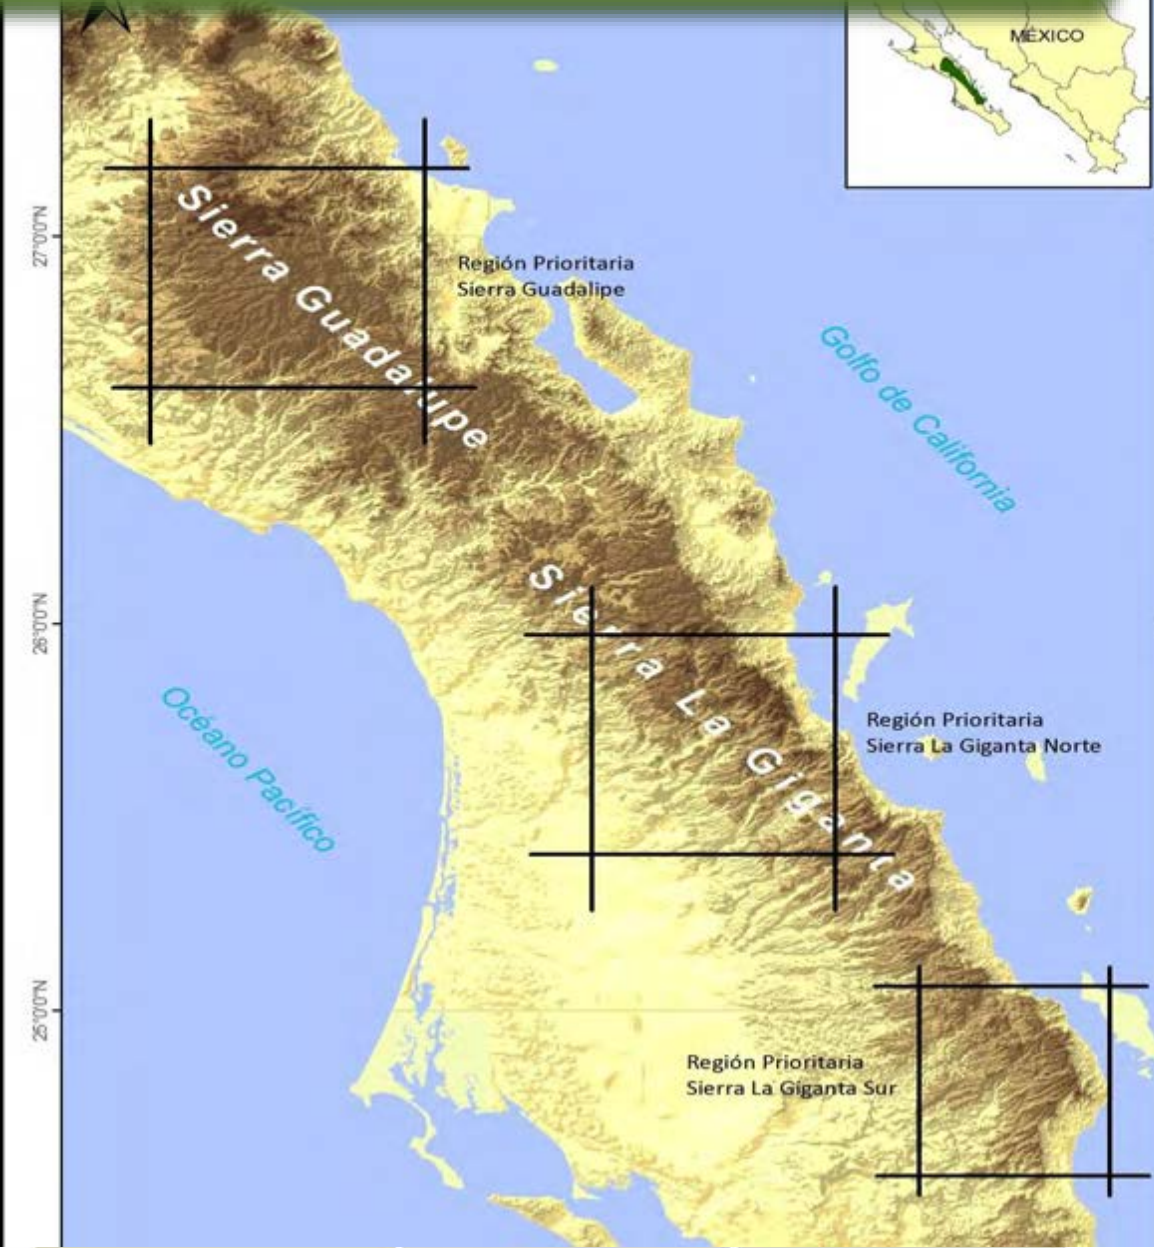 MÉXICO
27°0'0"N
Sierra Guadalupe
Región Prioritaria
Sierra Guadalipe
Golfo de California
26°0'0"N
Sierra La Giganta
Océano Pacífico
Región Prioritaria
Sierra La Giganta Norte
25°0'0"N
Región Prioritaria
Sierra La Giganta Sur